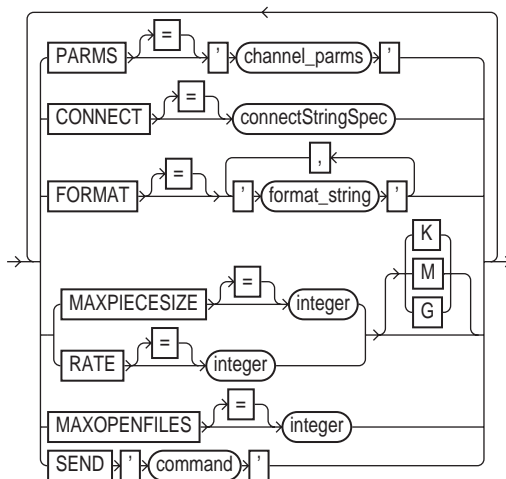 =
PARMS ' channel_parms '
=
CONNECT connectStringSpec
= ,
FORMAT ' format_string '
K
= M
MAXPIECESIZE integer G
=
RATE integer
=
MAXOPENFILES integer
SEND ' command '